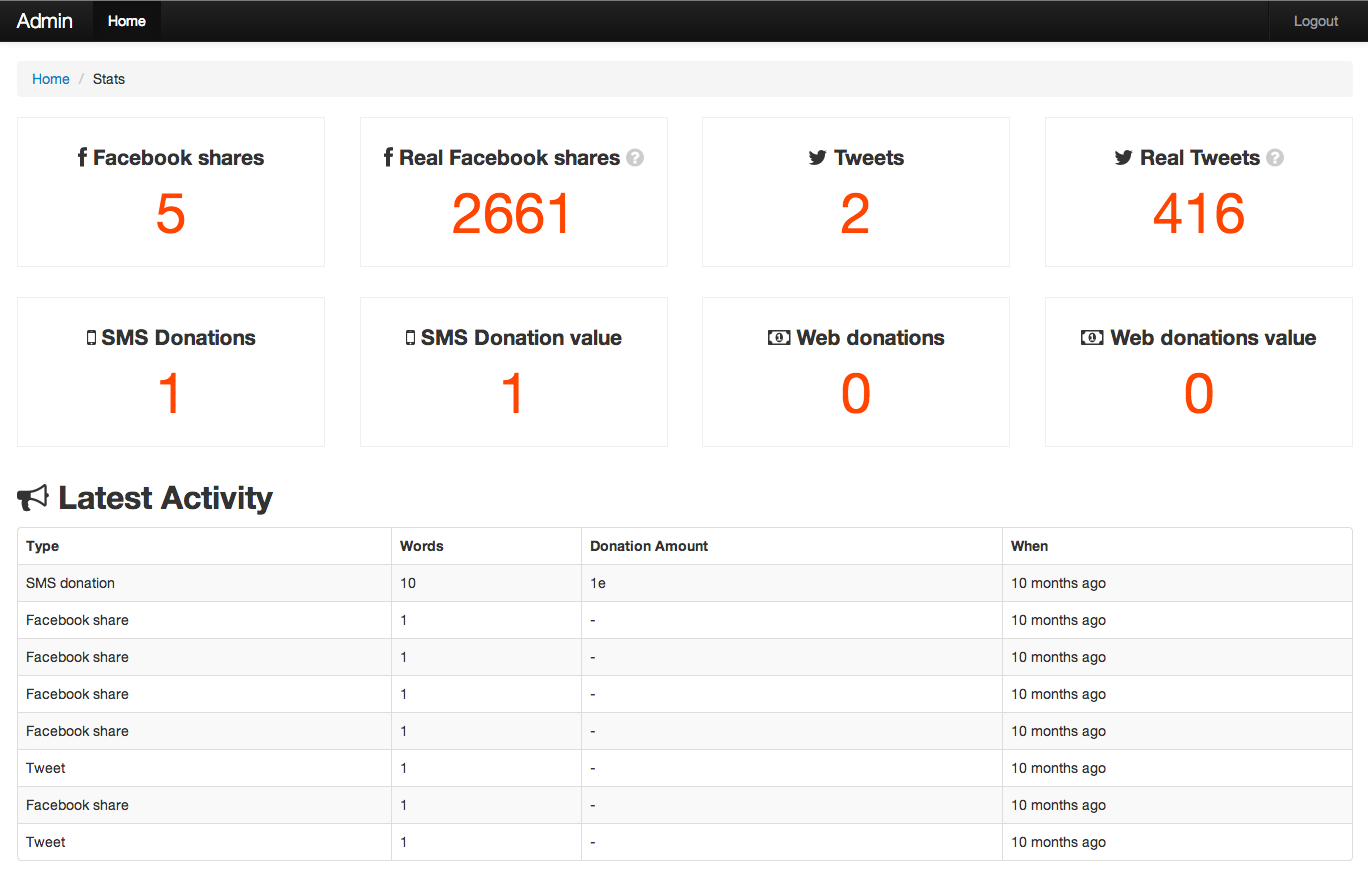 Admin Home Logout
Home / Stats
Facebook shares Real Facebook shares ? Tweets Real Tweets ?
5 2661 2 416
SMS Donations SMS Donation value Web donations Web donations value
1 1 0 0
Latest Activity
Type Words Donation Amount When
SMS donation 10 1e 10 months ago
Facebook share 1 - 10 months ago
Facebook share 1 - 10 months ago
Facebook share 1 - 10 months ago
Facebook share 1 - 10 months ago
Tweet 1 - 10 months ago
Facebook share 1 - 10 months ago
Tweet 1 - 10 months ago